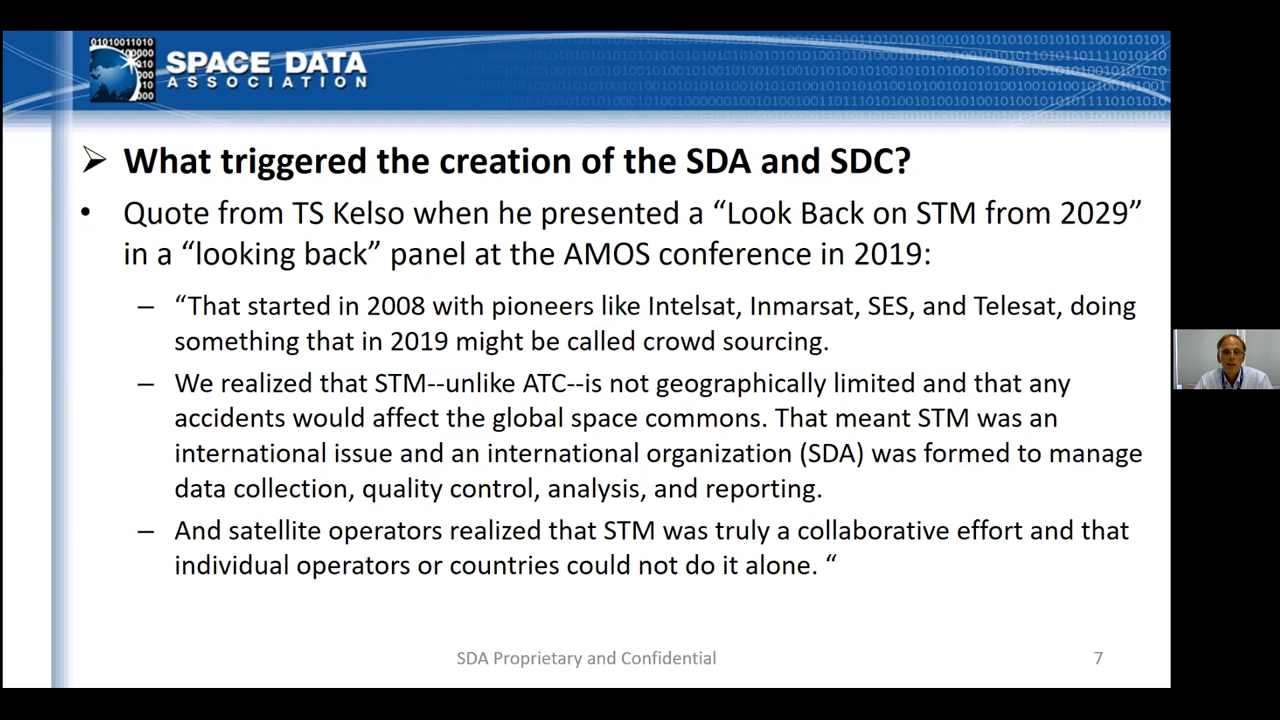 SPACE DATA
ASSOCIATION
➢ What triggered the creation of the SDA and SDC?
• Quote from TS Kelso when he presented a “Look Back on STM from 2029”
in a “looking back” panel at the AMOS conference in 2019:
– “That started in 2008 with pioneers like Intelsat, Inmarsat, SES, and Telesat, doing
something that in 2019 might be called crowd sourcing.
– We realized that STM--unlike ATC--is not geographically limited and that any
accidents would affect the global space commons. That meant STM was an
international issue and an international organization (SDA) was formed to manage
data collection, quality control, analysis, and reporting.
– And satellite operators realized that STM was truly a collaborative effort and that
individual operators or countries could not do it alone. “
SDA Proprietary and Confidential
7